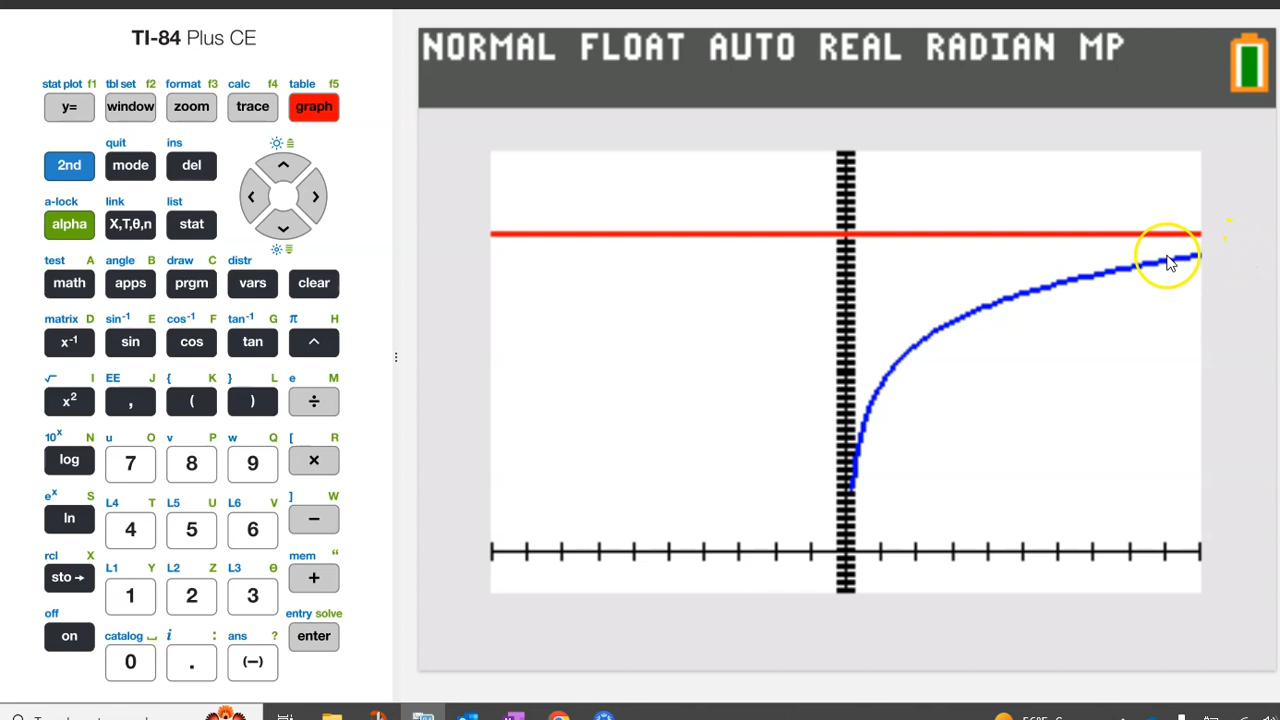 TI-84 Plus CE
NORMAL FLOAT AUTO REAL RADIAN MP
stat plot f1 tbl set f2 format f3 calc f4 table f5
y= window zoom trace graph
quit ins
2nd mode del
a-lock link list
alpha X,T,θ,n stat
test A angle B draw C distr
math apps prgm vars clear
matrix D sin⁻¹ E cos⁻¹ F tan⁻¹ G π H
x⁻¹ sin cos tan ^
√ I EE J { K } L e M
x² , ( ) ÷
10ˣ N u O v P w Q [ R
log 7 8 9 ×
eˣ S L4 T L5 U L6 V ] W
ln 4 5 6 −
rcl X L1 Y L2 Z L3 θ mem “
sto→ 1 2 3 +
off catalog ⎵ i : ans ? entry solve
on 0 . (−) enter